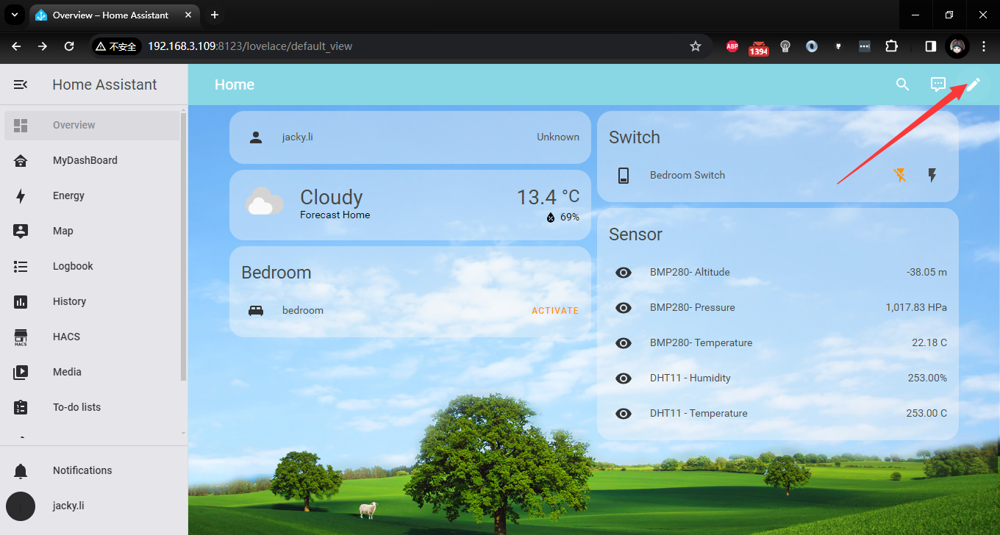 Overview – Home Assistant
不安全
192.168.3.109:8123/lovelace/default_view
ABP
1394
Home Assistant
Home
Overview
MyDashBoard
Energy
Map
Logbook
History
HACS
HACS
Media
To-do lists
Notifications
jacky.li
jacky.li
Unknown
Cloudy
13.4 °C
Forecast Home
69%
Bedroom
bedroom
ACTIVATE
Switch
Bedroom Switch
Sensor
BMP280- Altitude
-38.05 m
BMP280- Pressure
1,017.83 HPa
BMP280- Temperature
22.18 C
DHT11 - Humidity
253.00%
DHT11 - Temperature
253.00 C